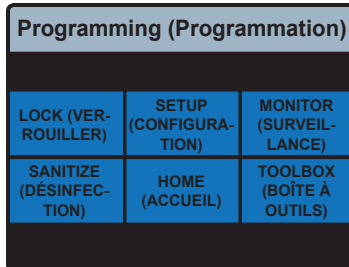 Programming (Programmation)
LOCK (VER-
ROUILLER)
SETUP
(CONFIGURA-
TION)
MONITOR
(SURVEIL-
LANCE)
SANITIZE
(DÉSINFEC-
TION)
HOME
(ACCUEIL)
TOOLBOX
(BOÎTE À
OUTILS)